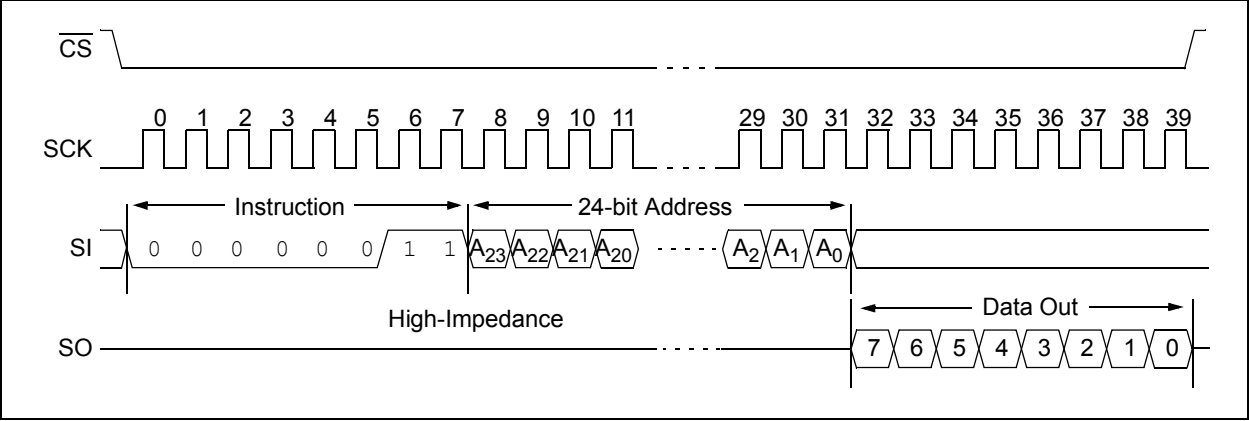 CS
0 1 2 3 4 5 6 7 8 9 10 11 29 30 31 32 33 34 35 36 37 38 39
SCK
Instruction 24-bit Address
SI 0 0 0 0 0 0 1 1 A23 A22 A21 A20 A2 A1 A0
Data Out
High-Impedance
SO 7 6 5 4 3 2 1 0